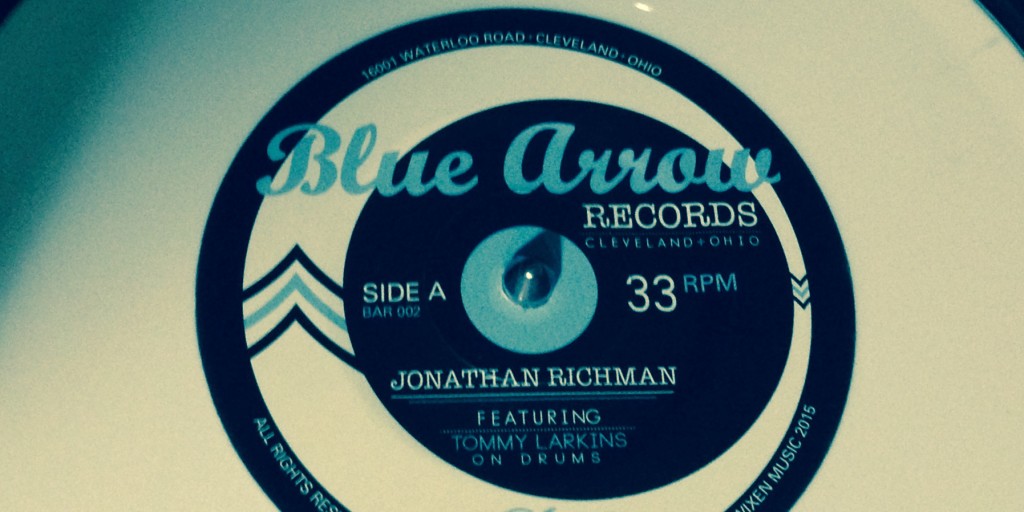 16001 WATERLOO ROAD · CLEVELAND · OHIO
Blue Arrow
RECORDS
CLEVELAND+OHIO
SIDE A
BAR 002
33 RPM
JONATHAN RICHMAN
FEATURING
TOMMY LARKINS
ON DRUMS
ALL RIGHTS RES
VIXEN MUSIC 2015